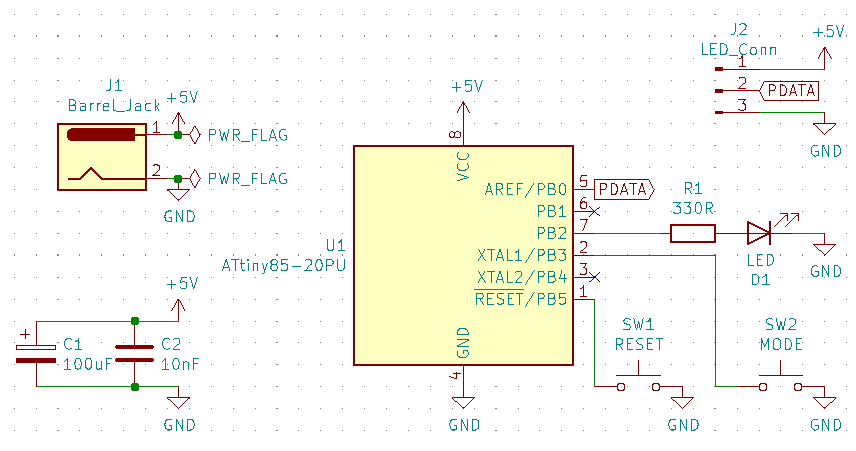 J2
LED_Conn
+5V
1
2
PDATA
3
GND
J1
Barrel_Jack
+5V
1
PWR_FLAG
2
PWR_FLAG
GND
+5V
8
VCC
U1
ATtiny85-20PU
AREF/PB0
5
PDATA
PB1
6
PB2
7
XTAL1/PB3
2
XTAL2/PB4
3
RESET/PB5
1
GND
4
GND
R1
330R
LED
D1
GND
+5V
+
C1
100uF
C2
10nF
GND
SW1
RESET
GND
SW2
MODE
GND